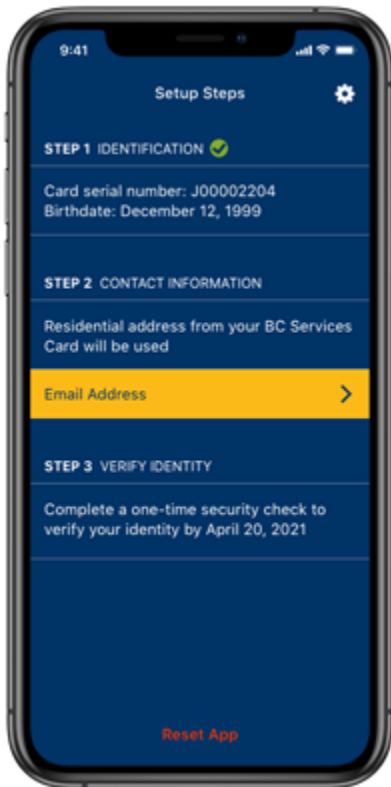 9:41
Setup Steps
STEP 1 IDENTIFICATION
Card serial number: J00002204
Birthdate: December 12, 1999
STEP 2 CONTACT INFORMATION
Residential address from your BC Services
Card will be used
Email Address
STEP 3 VERIFY IDENTITY
Complete a one-time security check to
verify your identity by April 20, 2021
Reset App